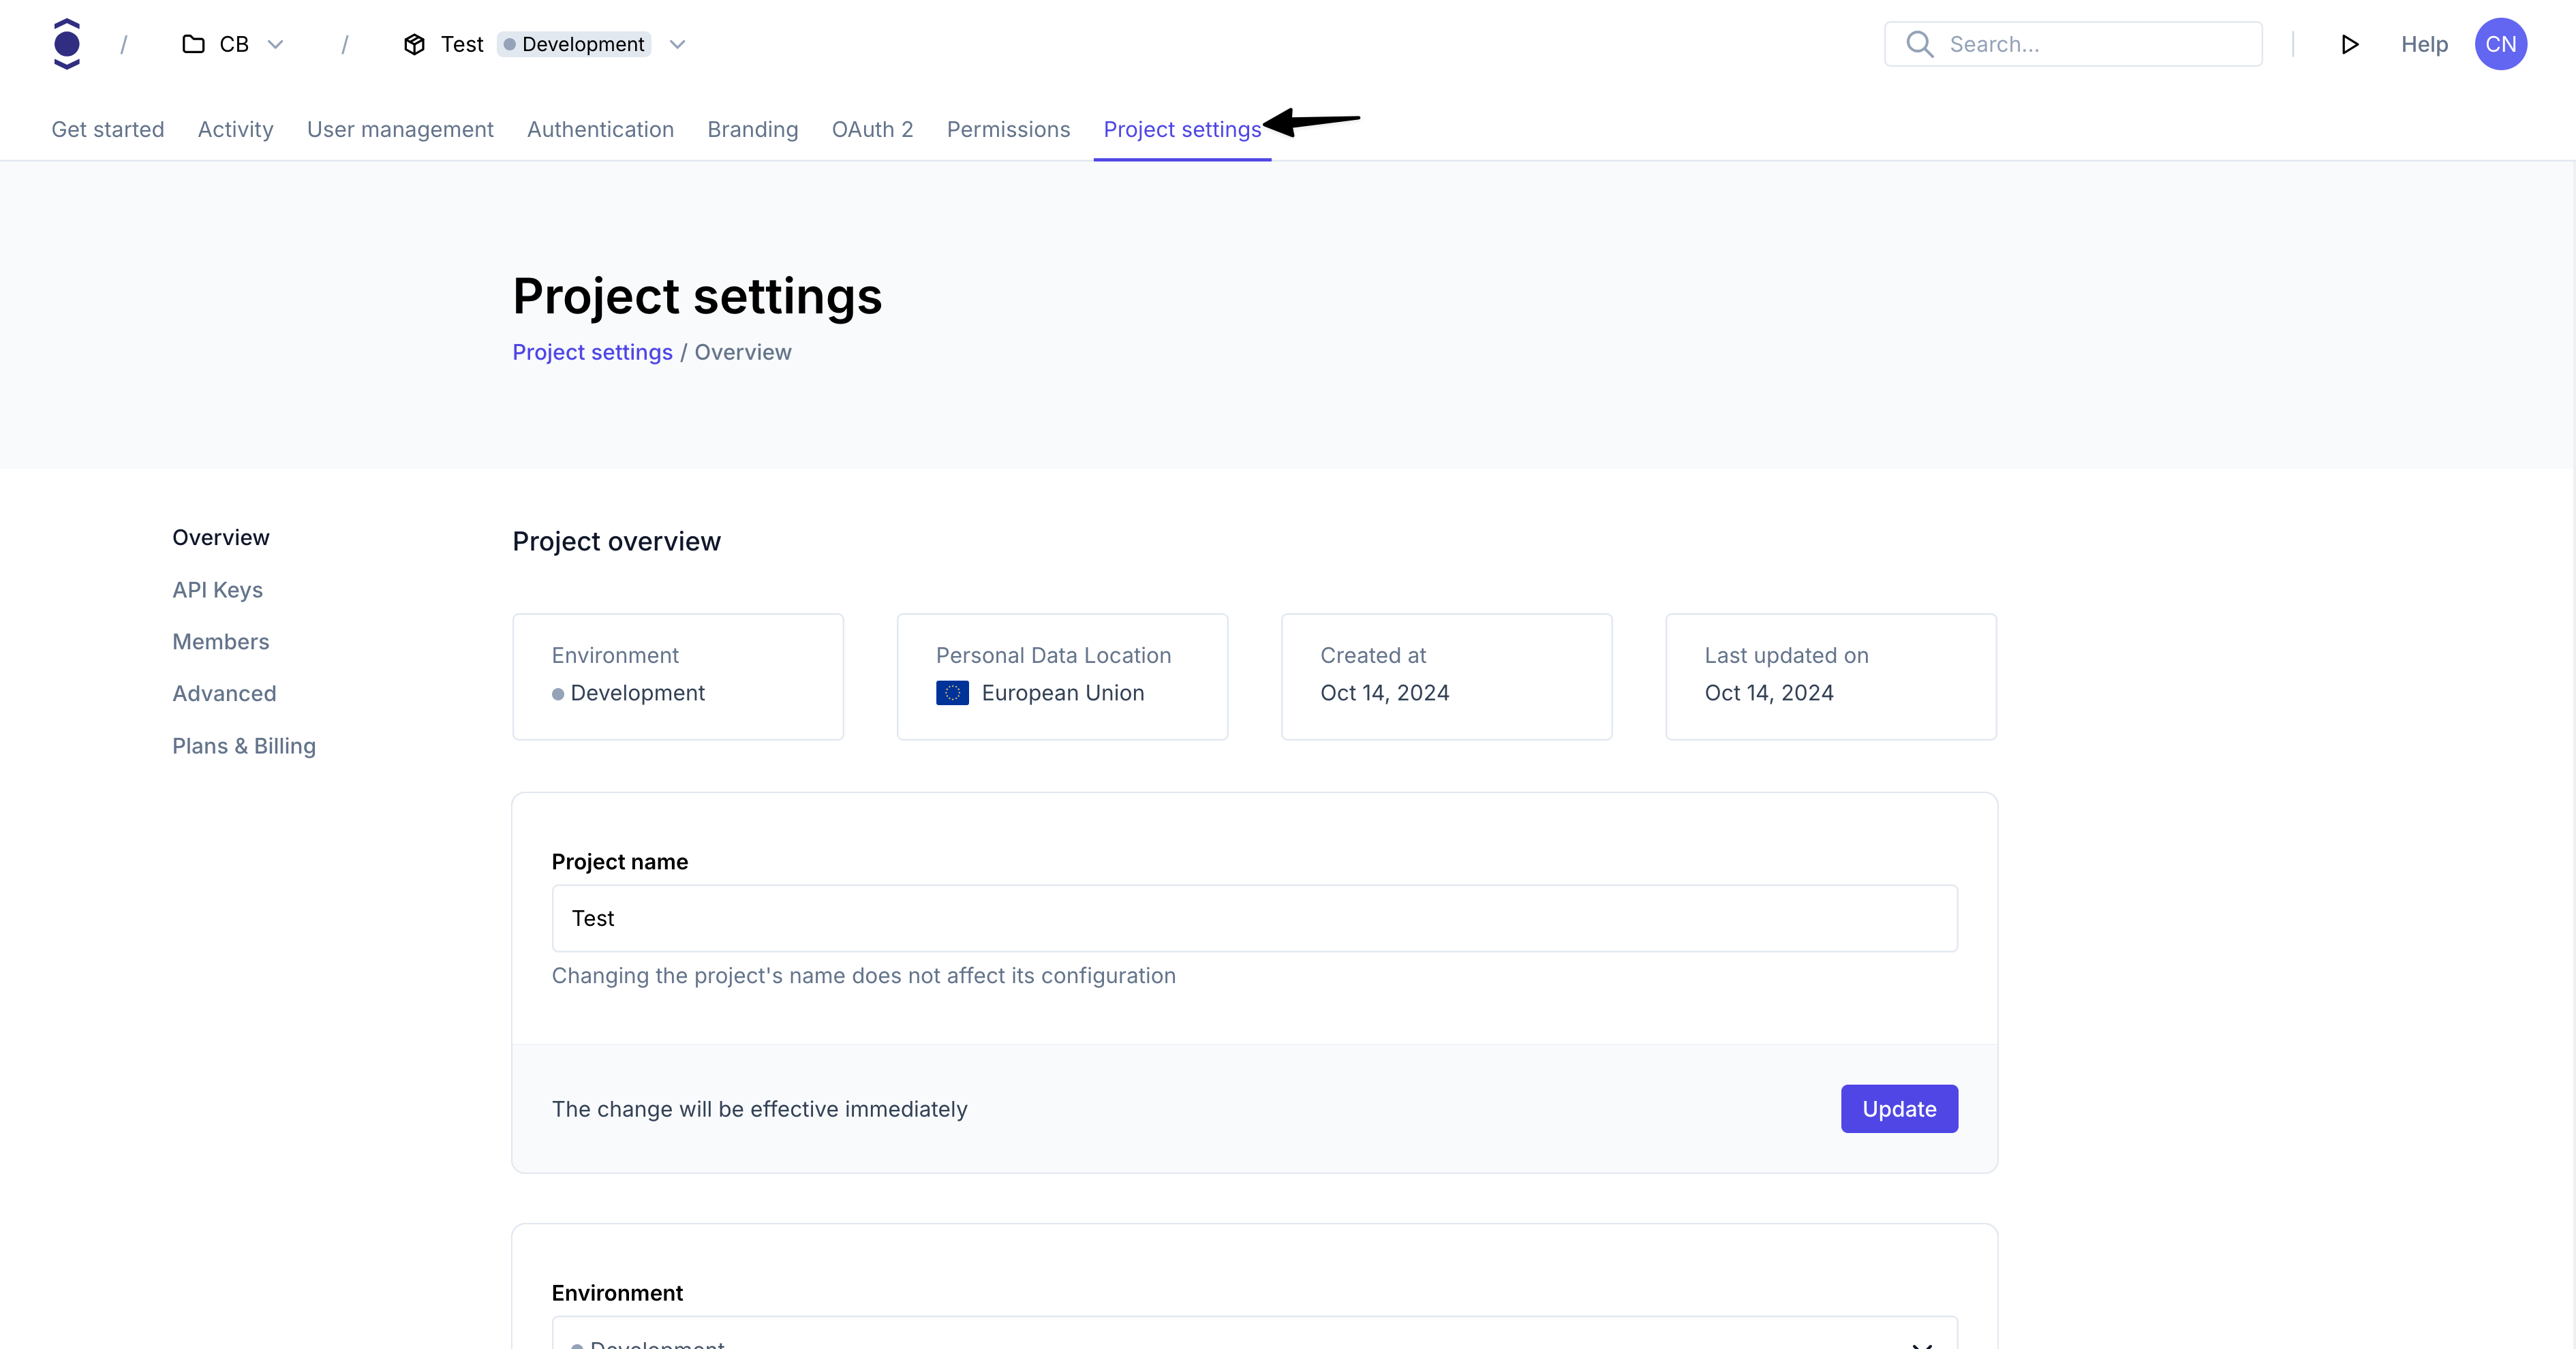 / CB / Test Development Search... Help CN
Get started Activity User management Authentication Branding OAuth 2 Permissions Project settings
Project settings
Project settings / Overview
Overview
API Keys
Members
Advanced
Plans & Billing
Project overview
Environment
Development
Personal Data Location
European Union
Created at
Oct 14, 2024
Last updated on
Oct 14, 2024
Project name
Test
Changing the project's name does not affect its configuration
The change will be effective immediately
Update
Environment
Development